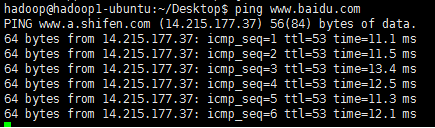 hadoop@hadoop1-ubuntu:~/Desktop$ ping www.baidu.com
PING www.a.shifen.com (14.215.177.37) 56(84) bytes of data.
64 bytes from 14.215.177.37: icmp_seq=1 ttl=53 time=11.1 ms
64 bytes from 14.215.177.37: icmp_seq=2 ttl=53 time=11.5 ms
64 bytes from 14.215.177.37: icmp_seq=3 ttl=53 time=13.4 ms
64 bytes from 14.215.177.37: icmp_seq=4 ttl=53 time=12.5 ms
64 bytes from 14.215.177.37: icmp_seq=5 ttl=53 time=11.3 ms
64 bytes from 14.215.177.37: icmp_seq=6 ttl=53 time=12.1 ms